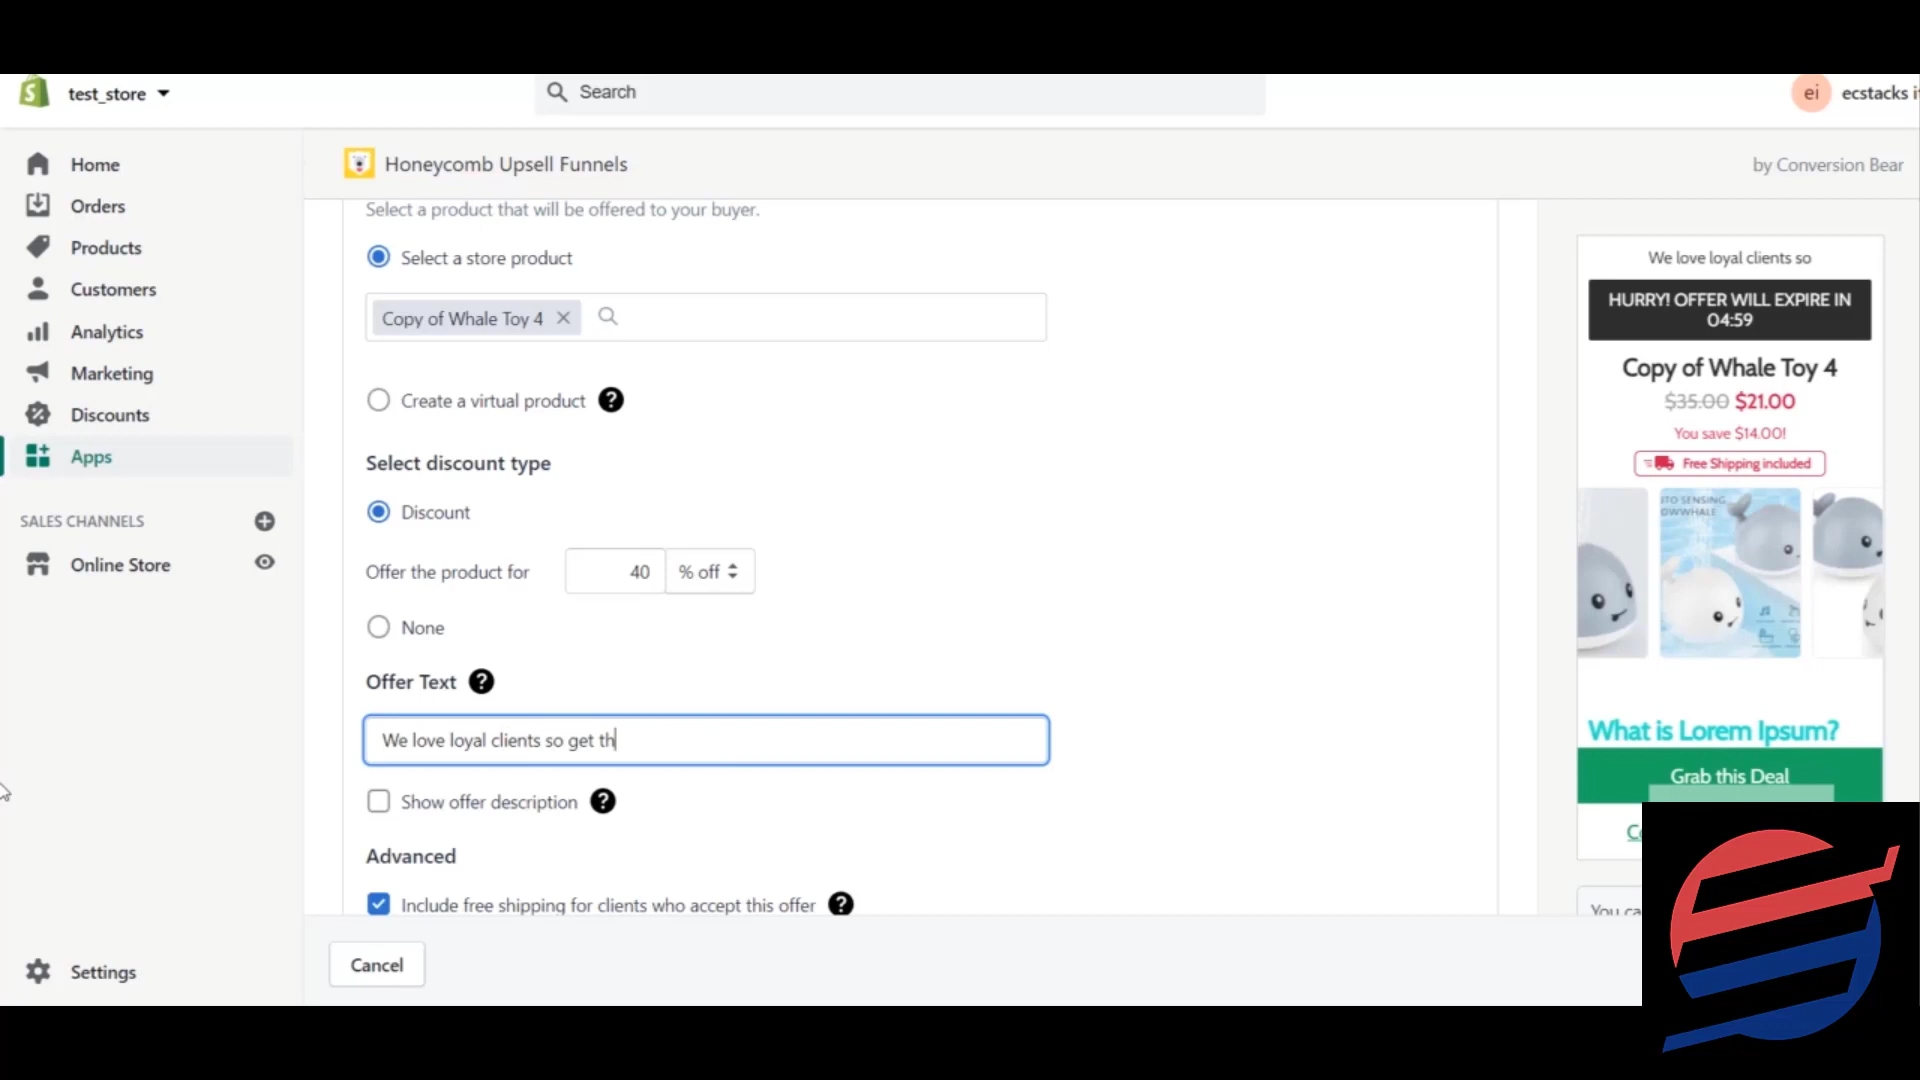 test_store
Search
ei
ecstacks
Home
Orders
Products
Customers
Analytics
Marketing
Discounts
Apps
SALES CHANNELS
Online Store
Settings
Honeycomb Upsell Funnels
by Conversion Bear
Select a product that will be offered to your buyer.
Select a store product
Copy of Whale Toy 4
Create a virtual product ?
Select discount type
Discount
Offer the product for 40 % off
None
Offer Text ?
We love loyal clients so get th
Show offer description ?
Advanced
Include free shipping for clients who accept this offer ?
Cancel
We love loyal clients so
HURRY! OFFER WILL EXPIRE IN
04:59
Copy of Whale Toy 4
$35.00 $21.00
You save $14.00!
Free Shipping included
What is Lorem Ipsum?
Grab this Deal
You ca